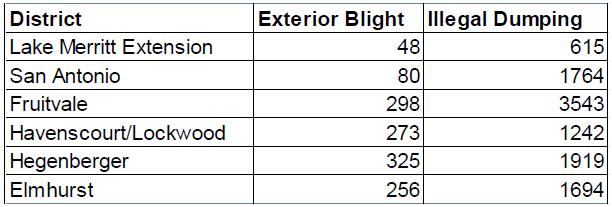 District Exterior Blight Illegal Dumping
Lake Merritt Extension 48 615
San Antonio 80 1764
Fruitvale 298 3543
Havenscourt/Lockwood 273 1242
Hegenberger 325 1919
Elmhurst 256 1694